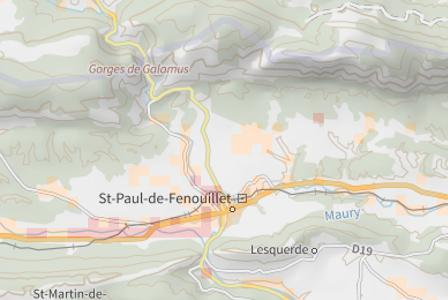 Gorges de Galamus
St-Paul-de-Fenouillet
Maury
Lesquerde
D19
St-Martin-de-